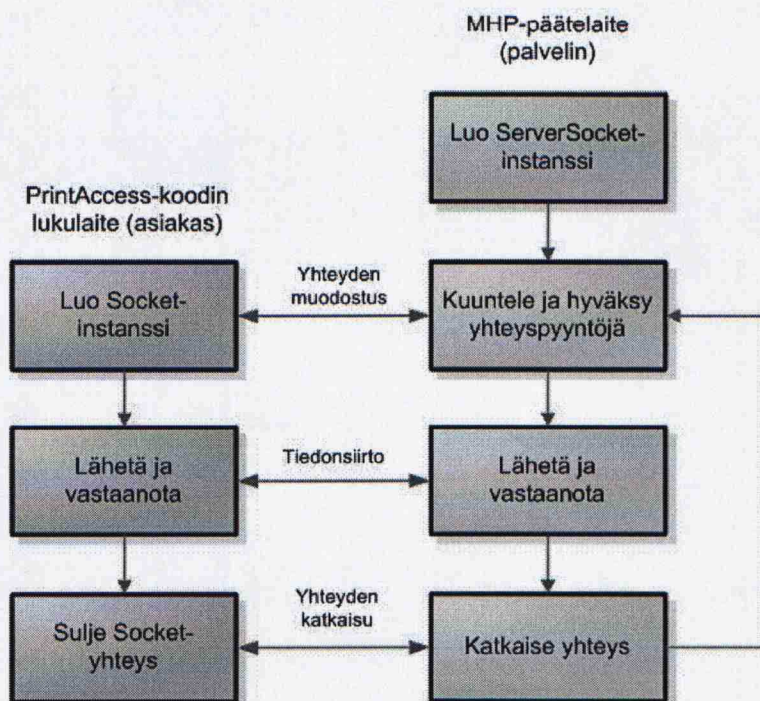 MHP-päätelaite
(palvelin)
Luo ServerSocket-
instanssi
PrintAccess-koodin
lukulaite (asiakas)
Luo Socket-
instanssi
Yhteyden
muodostus
Kuuntele ja hyväksy
yhteyspyyntöjä
Lähetä ja
vastaanota
Tiedonsiirto
Lähetä ja
vastaanota
Sulje Socket-
yhteys
Yhteyden
katkaisu
Katkaise yhteys